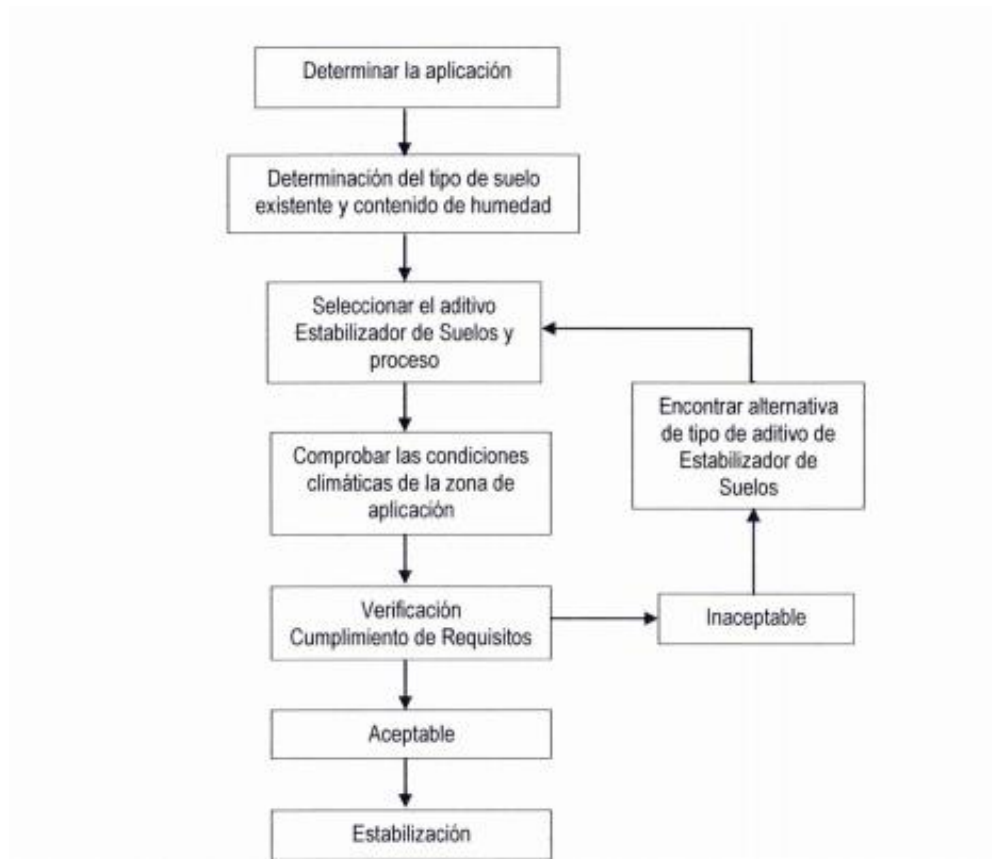 Determinar la aplicación
Determinación del tipo de suelo
existente y contenido de humedad
Seleccionar el aditivo
Estabilizador de Suelos y
proceso
Encontrar alternativa
de tipo de aditivo de
Estabilizador de
Suelos
Comprobar las condiciones
climáticas de la zona de
aplicación
Verificación
Cumplimiento de Requisitos
Inaceptable
Aceptable
Estabilización